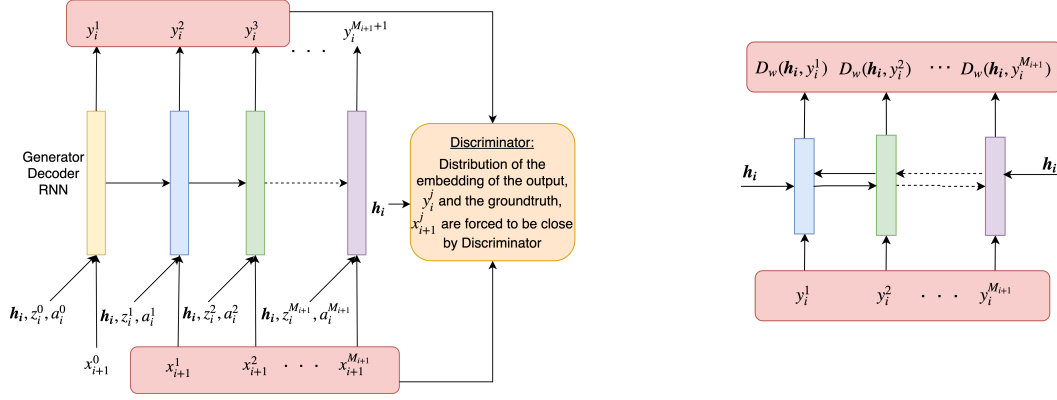 y_i^1 y_i^2 y_i^3 . . . y_i^{M_{i+1}+1}
Generator
Decoder
RNN
h_i, z_i^0, a_i^0 h_i, z_i^1, a_i^1 h_i, z_i^2, a_i^2 h_i, z_i^{M_{i+1}}, a_i^{M_{i+1}}
x_{i+1}^0 x_{i+1}^1 x_{i+1}^2 . . . x_{i+1}^{M_{i+1}}
h_i
Discriminator:
Distribution of the
embedding of the output,
y_i^j and the groundtruth,
x_{i+1}^j are forced to be close
by Discriminator
D_w(h_i, y_i^1) D_w(h_i, y_i^2) ... D_w(h_i, y_i^{M_{i+1}})
h_i h_i
y_i^1 y_i^2 . . . y_i^{M_{i+1}}